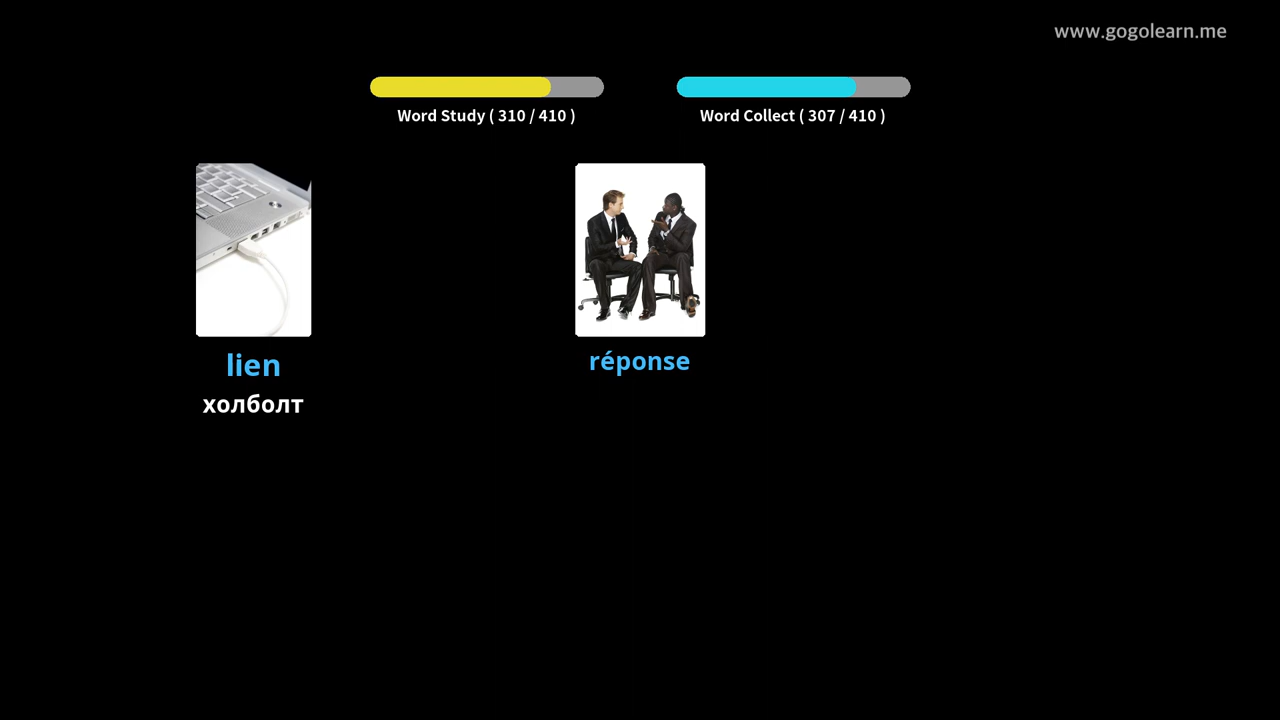 www.gogolearn.me
Word Study ( 310 / 410 )
Word Collect ( 307 / 410 )
lien
холболт
réponse